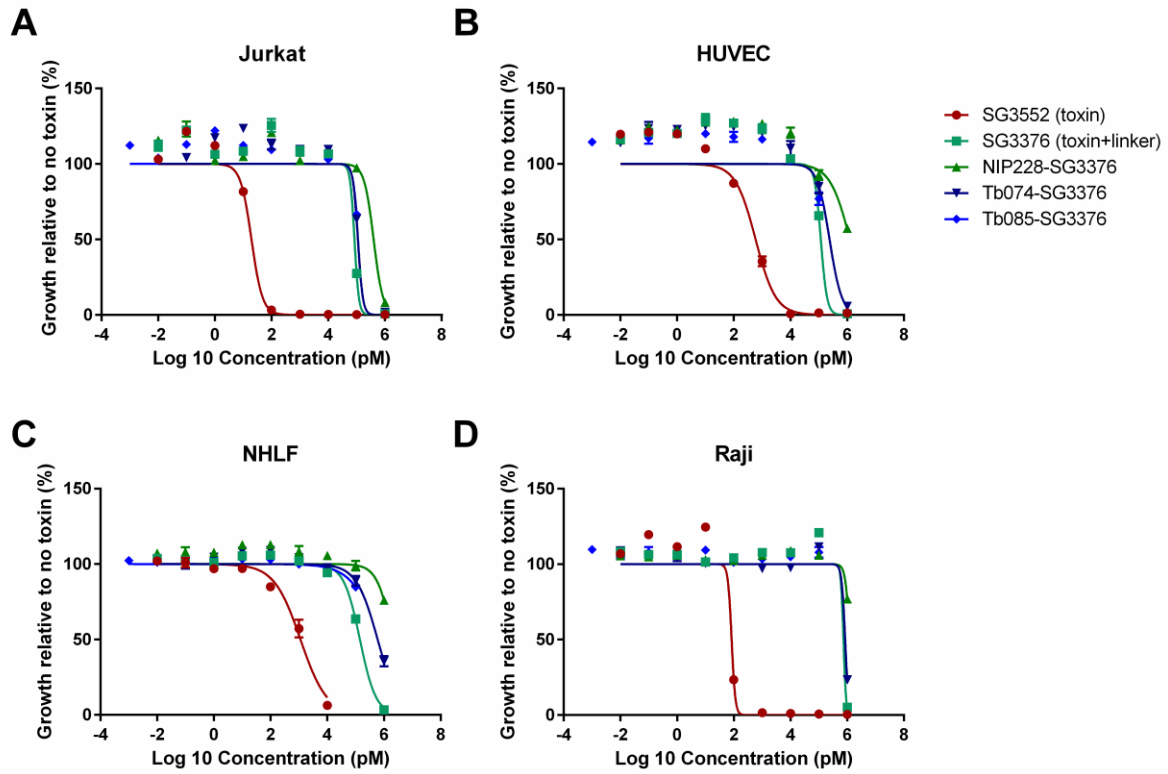 A
Jurkat
Growth relative to no toxin (%)
150
100
50
0
-4 -2 0 2 4 6 8
Log 10 Concentration (pM)
B
HUVEC
Growth relative to no toxin (%)
150
100
50
0
-4 -2 0 2 4 6 8
Log 10 Concentration (pM)
SG3552 (toxin)
SG3376 (toxin+linker)
NIP228-SG3376
Tb074-SG3376
Tb085-SG3376
C
NHLF
Growth relative to no toxin (%)
150
100
50
0
-4 -2 0 2 4 6 8
Log 10 Concentration (pM)
D
Raji
Growth relative to no toxin (%)
150
100
50
0
-4 -2 0 2 4 6 8
Log 10 Concentration (pM)